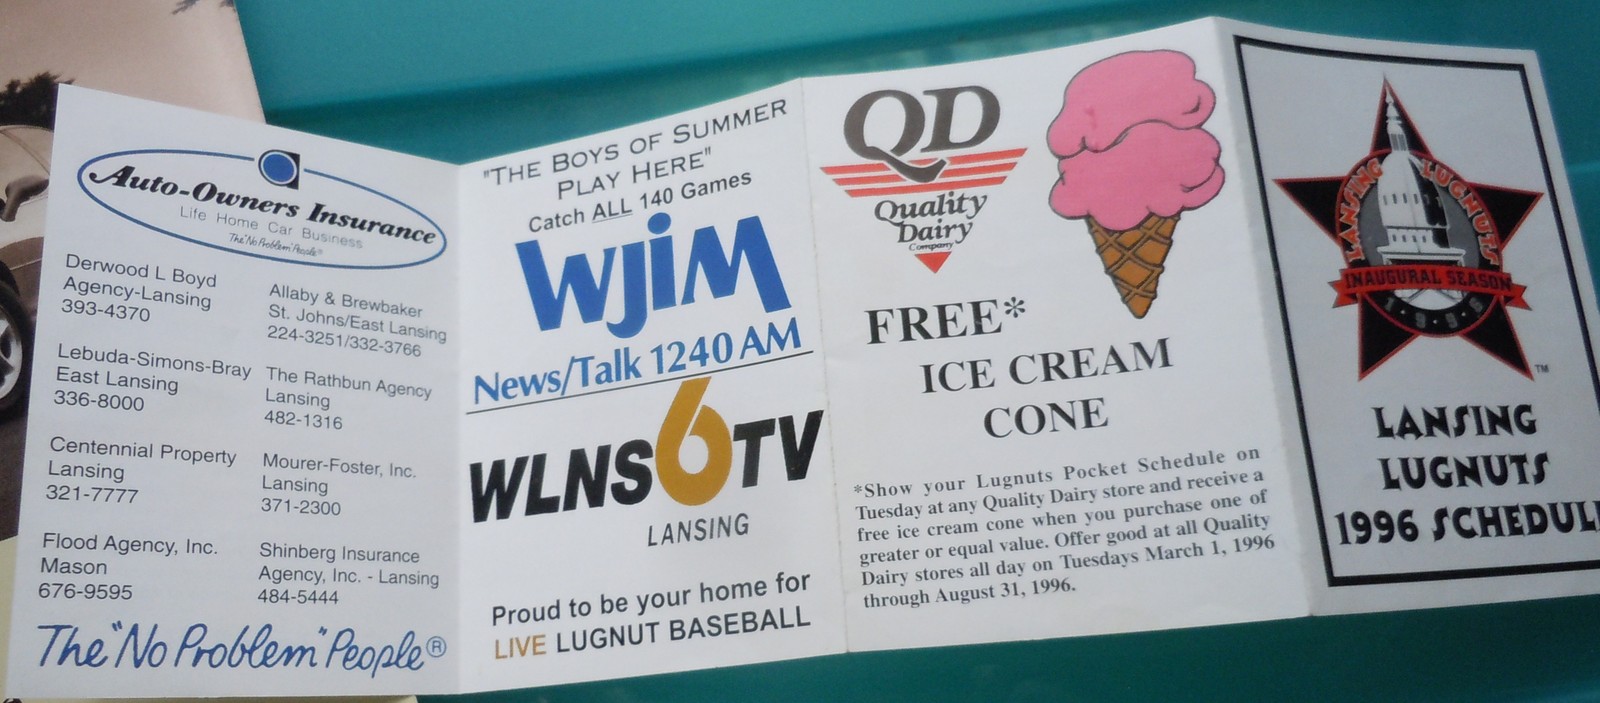 Auto-Owners Insurance
Life Home Car Business
The "No Problem" People®
Derwood L Boyd
Agency-Lansing
393-4370
Lebuda-Simons-Bray
East Lansing
336-8000
Centennial Property
Lansing
321-7777
Flood Agency, Inc.
Mason
676-9595
Allaby & Brewbaker
St. Johns/East Lansing
224-3251/332-3766
The Rathbun Agency
Lansing
482-1316
Mourer-Foster, Inc.
Lansing
371-2300
Shinberg Insurance
Agency, Inc. - Lansing
484-5444
The "No Problem" People®
"THE BOYS OF SUMMER
PLAY HERE"
Catch ALL 140 Games
WJIM
News/Talk 1240 AM
WLNS6TV
LANSING
Proud to be your home for
LIVE LUGNUT BASEBALL
QD
Quality
Dairy
Company
FREE*
ICE CREAM
CONE
*Show your Lugnuts Pocket Schedule on
Tuesday at any Quality Dairy store and receive a
free ice cream cone when you purchase one of
greater or equal value. Offer good at all Quality
Dairy stores all day on Tuesdays March 1, 1996
through August 31, 1996.
LANSING LUGNUTS
INAUGURAL SEASON
1996
TM
LANSING
LUGNUTS
1996 SCHEDUL